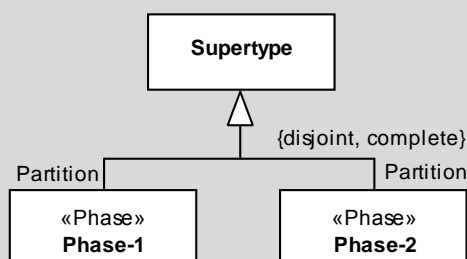 Supertype
{disjoint, complete}
Partition
Partition
«Phase»
Phase-1
«Phase»
Phase-2